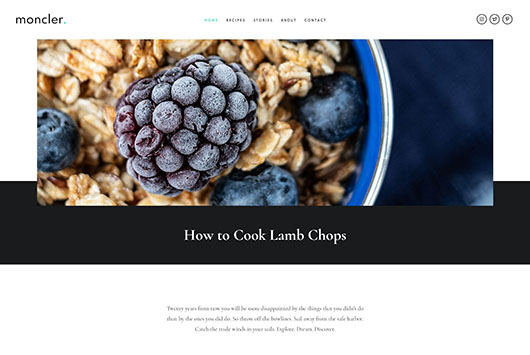 moncler.
HOME RECIPES STORIES ABOUT CONTACT
How to Cook Lamb Chops
Twenty years from now you will be more disappointed by the things that you didn't do
than by the ones you did do. So throw off the bowlines. Sail away from the safe harbor.
Catch the trade winds in your sails. Explore. Dream. Discover.